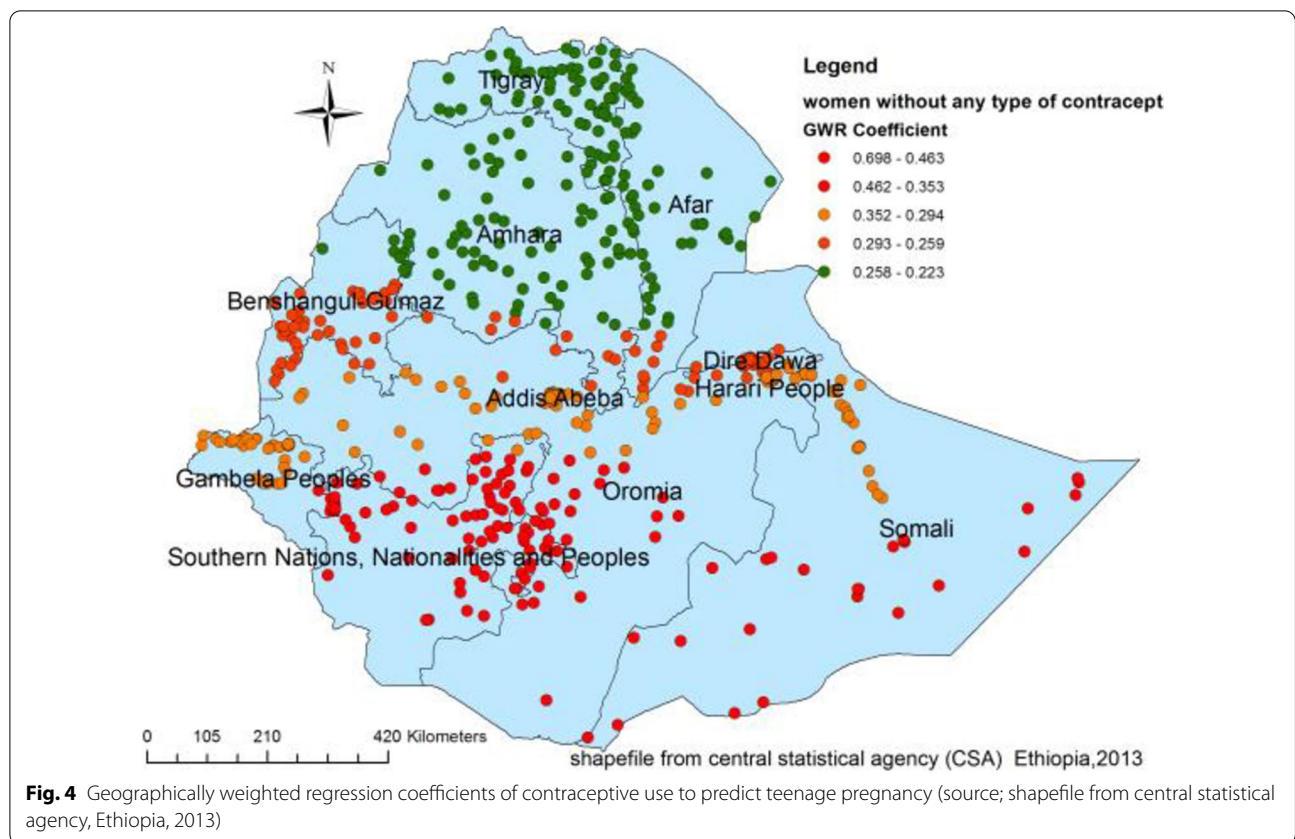 N
Tigray
Afar
Amhara
Benshangul-Gumaz
Dire Dawa
Harari People
Addis Abeba
Gambela Peoples
Oromia
Somali
Southern Nations, Nationalities and Peoples
Legend
women without any type of contracept
GWR Coefficient
0.698 - 0.463
0.462 - 0.353
0.352 - 0.294
0.293 - 0.259
0.258 - 0.223
0 105 210 420 Kilometers
shapefile from central statistical agency (CSA) Ethiopia,2013
Fig. 4 Geographically weighted regression coefficients of contraceptive use to predict teenage pregnancy (source; shapefile from central statistical
agency, Ethiopia, 2013)